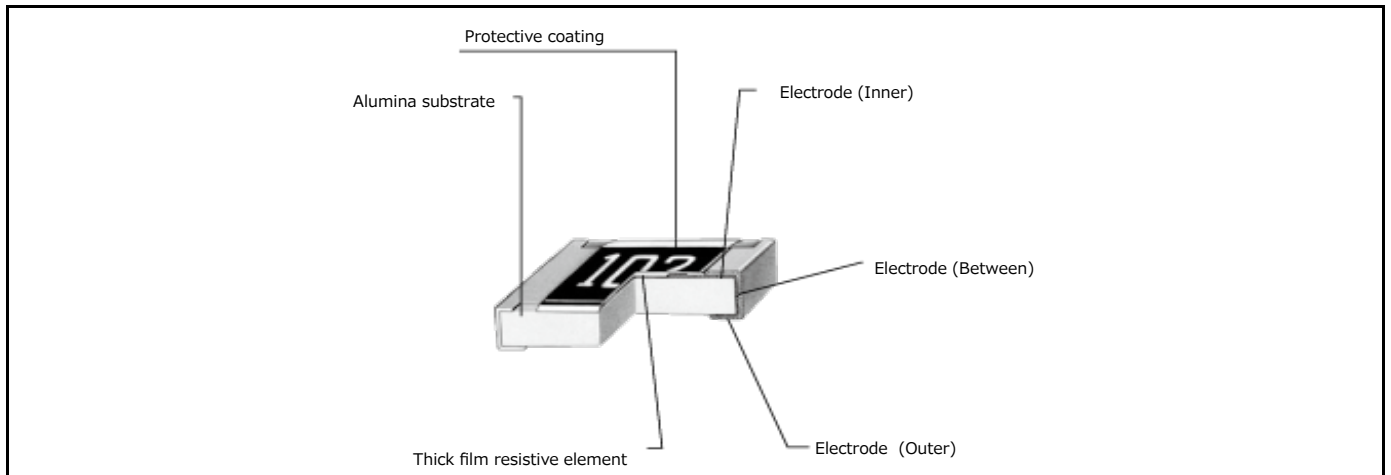 Protective coating
Alumina substrate
Electrode (Inner)
102
Electrode (Between)
Electrode (Outer)
Thick film resistive element